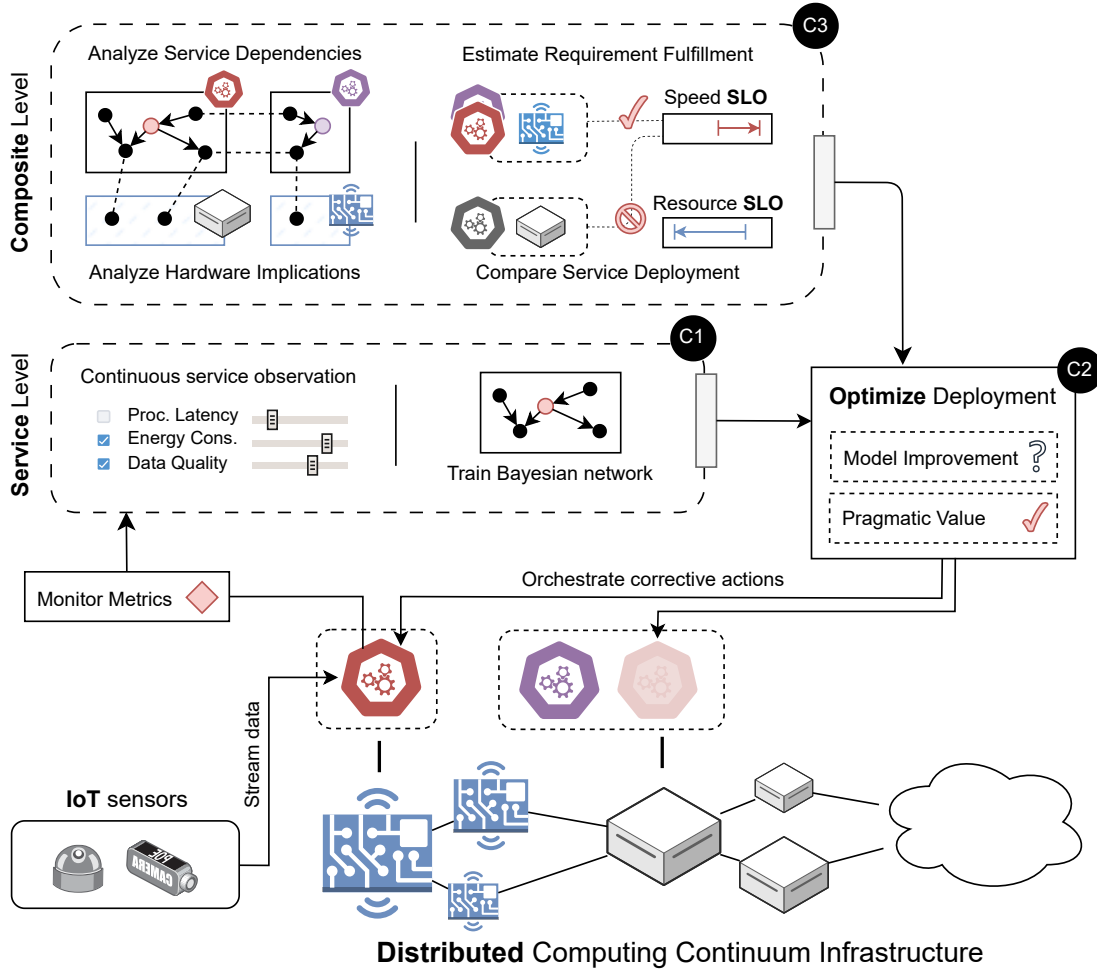 C3
Composite Level
Analyze Service Dependencies
Estimate Requirement Fulfillment
Speed SLO
Resource SLO
Analyze Hardware Implications
Compare Service Deployment
C1
Service Level
Continuous service observation
Proc. Latency
Energy Cons.
Data Quality
Train Bayesian network
C2
Optimize Deployment
Model Improvement
Pragmatic Value
Monitor Metrics
Orchestrate corrective actions
Stream data
IoT sensors
CAMERA
Distributed Computing Continuum Infrastructure